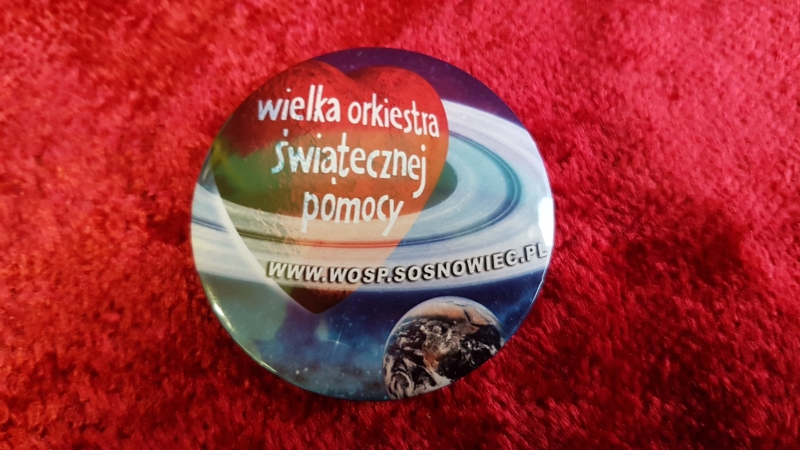 wielka orkiestra
świątecznej
pomocy
WWW.WOSP.SOSNOWIEC.PL